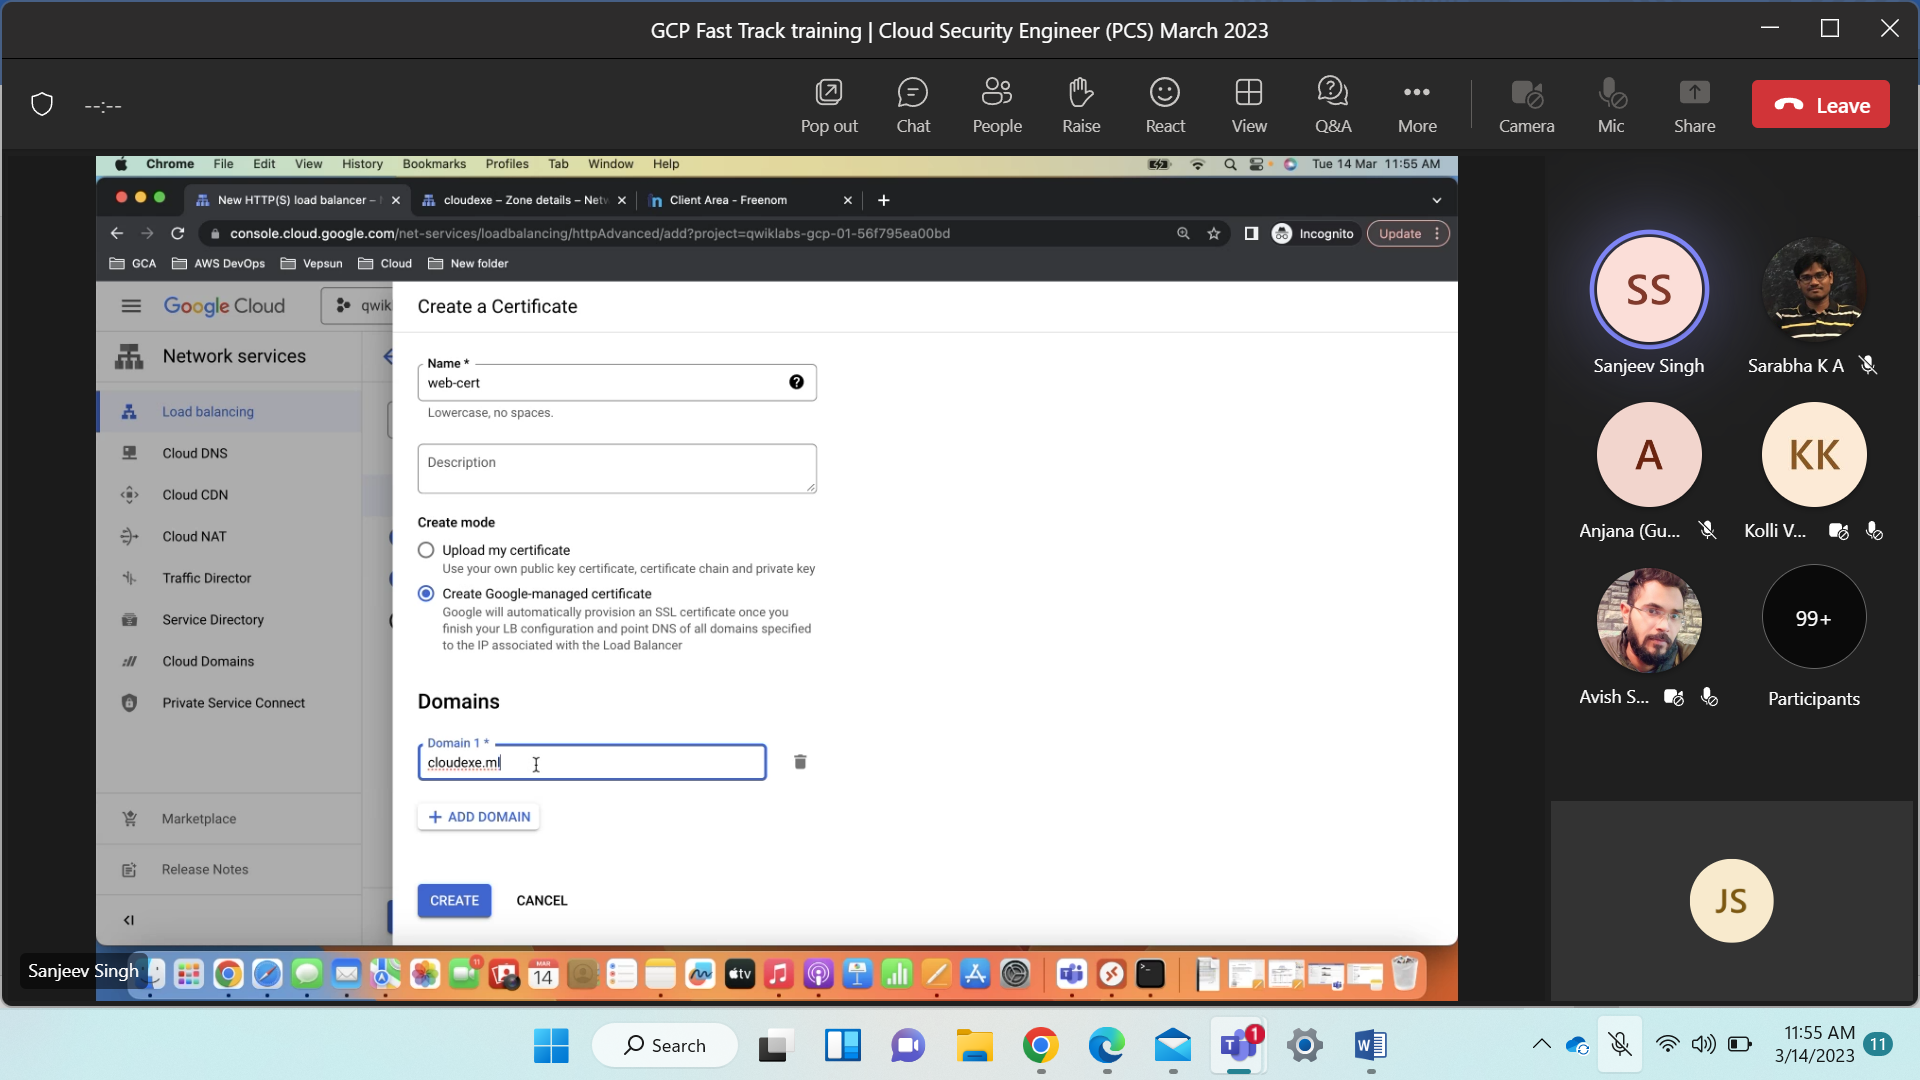 GCP Fast Track training | Cloud Security Engineer (PCS) March 2023
--:--
Pop out
Chat
People
Raise
React
View
Q&A
More
Camera
Mic
Share
Leave
Chrome File Edit View History Bookmarks Profiles Tab Window Help
Tue 14 Mar 11:55 AM
New HTTP(S) load balancer –
cloudexe – Zone details – Netw
Client Area - Freenom
console.cloud.google.com/net-services/loadbalancing/httpAdvanced/add?project=qwiklabs-gcp-01-56f795ea00bd
Incognito
Update
GCA
AWS DevOps
Vepsun
Cloud
New folder
Google Cloud
qwik
Network services
Load balancing
Cloud DNS
Cloud CDN
Cloud NAT
Traffic Director
Service Directory
Cloud Domains
Private Service Connect
Marketplace
Release Notes
Create a Certificate
Name *
web-cert
Lowercase, no spaces.
Description
Create mode
Upload my certificate
Use your own public key certificate, certificate chain and private key
Create Google-managed certificate
Google will automatically provision an SSL certificate once you
finish your LB configuration and point DNS of all domains specified
to the IP associated with the Load Balancer
Domains
Domain 1 *
cloudexe.ml
+ ADD DOMAIN
CREATE
CANCEL
SS
Sanjeev Singh
Sarabha K A
A
Anjana (Gu...
KK
Kolli V...
Avish S...
99+
Participants
JS
Sanjeev Singh
11
MAR
14
tv
Search
1
11:55 AM
3/14/2023
11